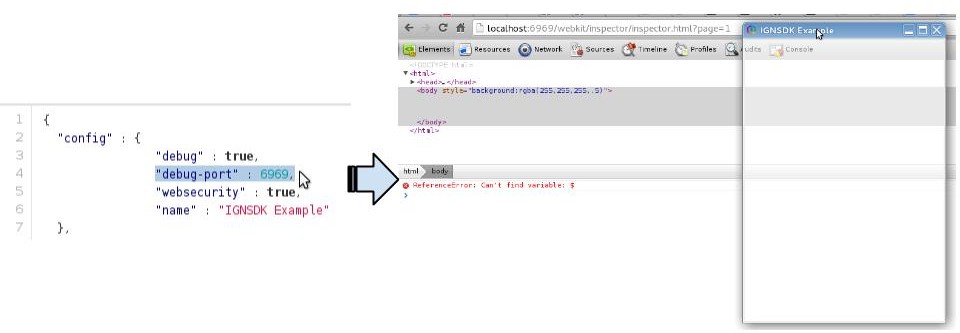 1 {
2 "config" : {
3 "debug" : true,
4 "debug-port" : 6969,
5 "websecurity" : true,
6 "name" : "IGNSDK Example"
7 },
localhost:6969/webkit/inspector/inspector.html?page=1
IGNSDK Example
Elements Resources Network Sources Timeline Profiles udits Console
<!DOCTYPE html>
▼<html>
▶<head>…</head>
<body style="background:rgba(255,255,255,.5)">
</body>
</html>
html body
ReferenceError: Can't find variable: $
>